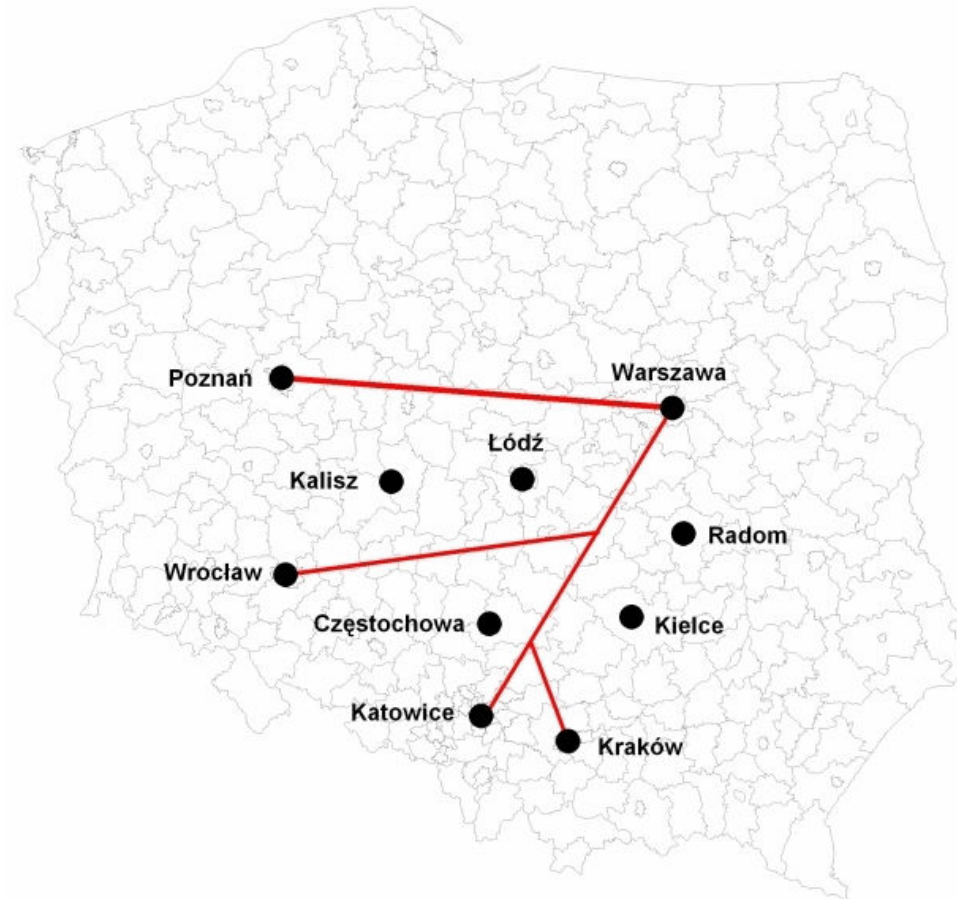 Poznań
Warszawa
Łódź
Kalisz
Radom
Wrocław
Częstochowa
Kielce
Katowice
Kraków